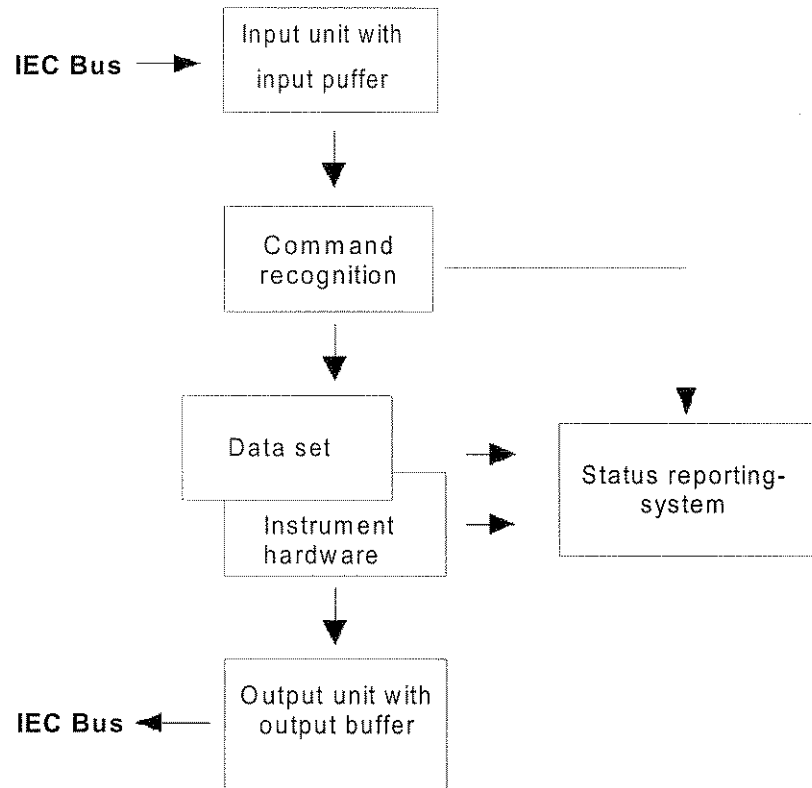 Input unit with
IEC Bus
input puffer
Command
recognition
Data set
Status reporting-
system
Instrument
hardware
Output unit with
IEC Bus
output buffer